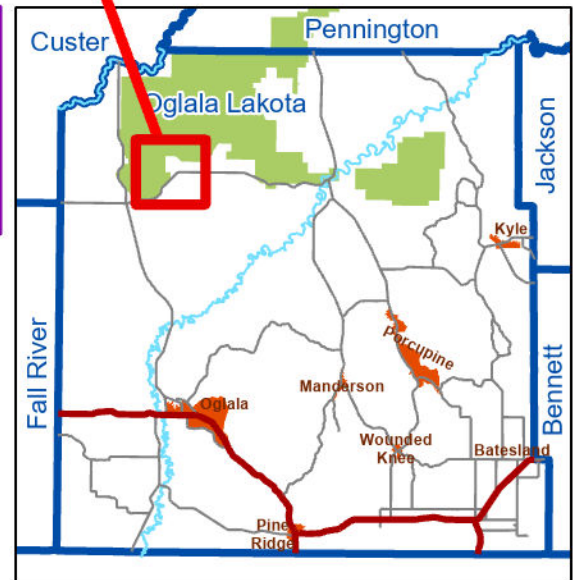 Custer
Pennington
Oglala Lakota
Jackson
Kyle
Porcupine
Fall River
Manderson
Oglala
Wounded
Knee
Batesland
Bennett
Pine
Ridge